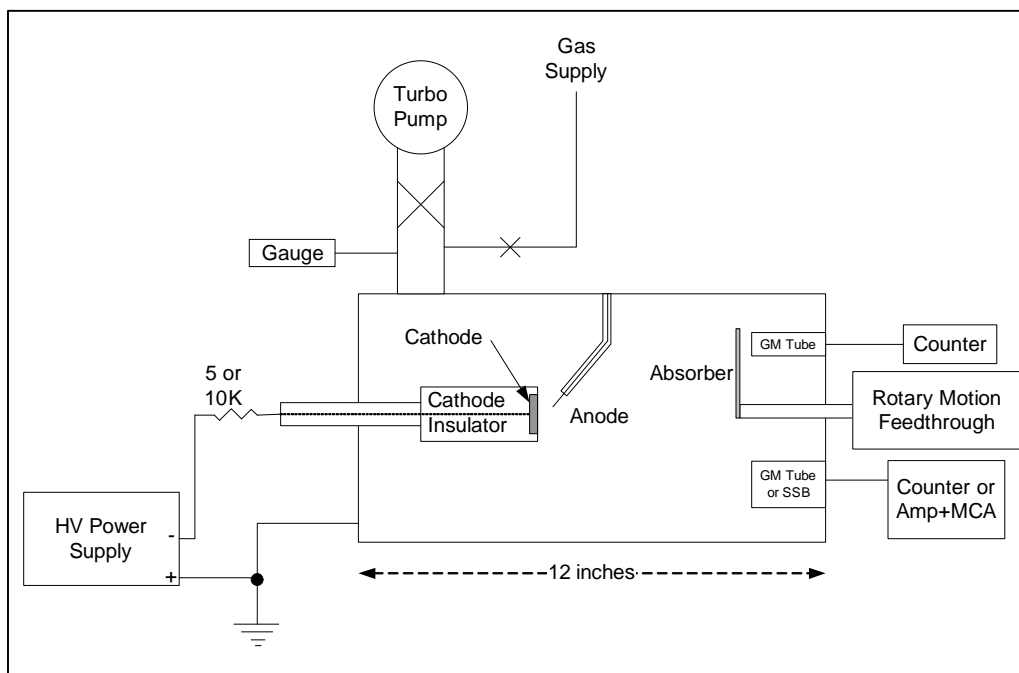 Gas
Supply
Turbo
Pump
Gauge
Cathode
GM Tube
Counter
Absorber
5 or
10K
Cathode
Insulator
Anode
Rotary Motion
Feedthrough
GM Tube
or SSB
Counter or
Amp+MCA
HV Power
Supply
-
+
12 inches